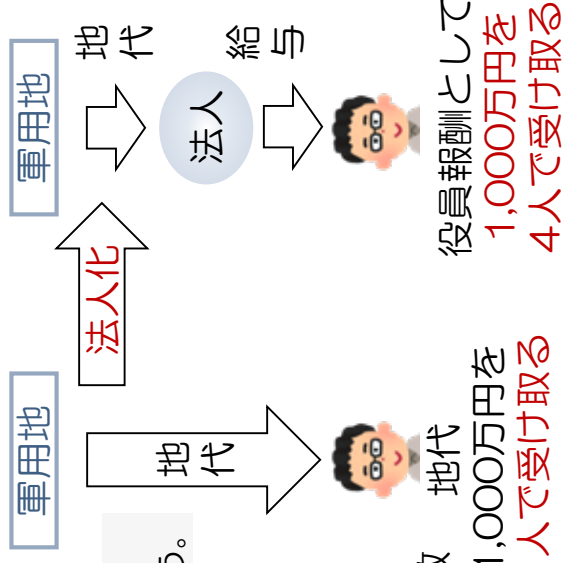 軍用地
地代
地代
1,000万円を
人で受け取る
法人化
軍用地
地代
法人
給与
役員報酬として
1,000万円を
4人で受け取る